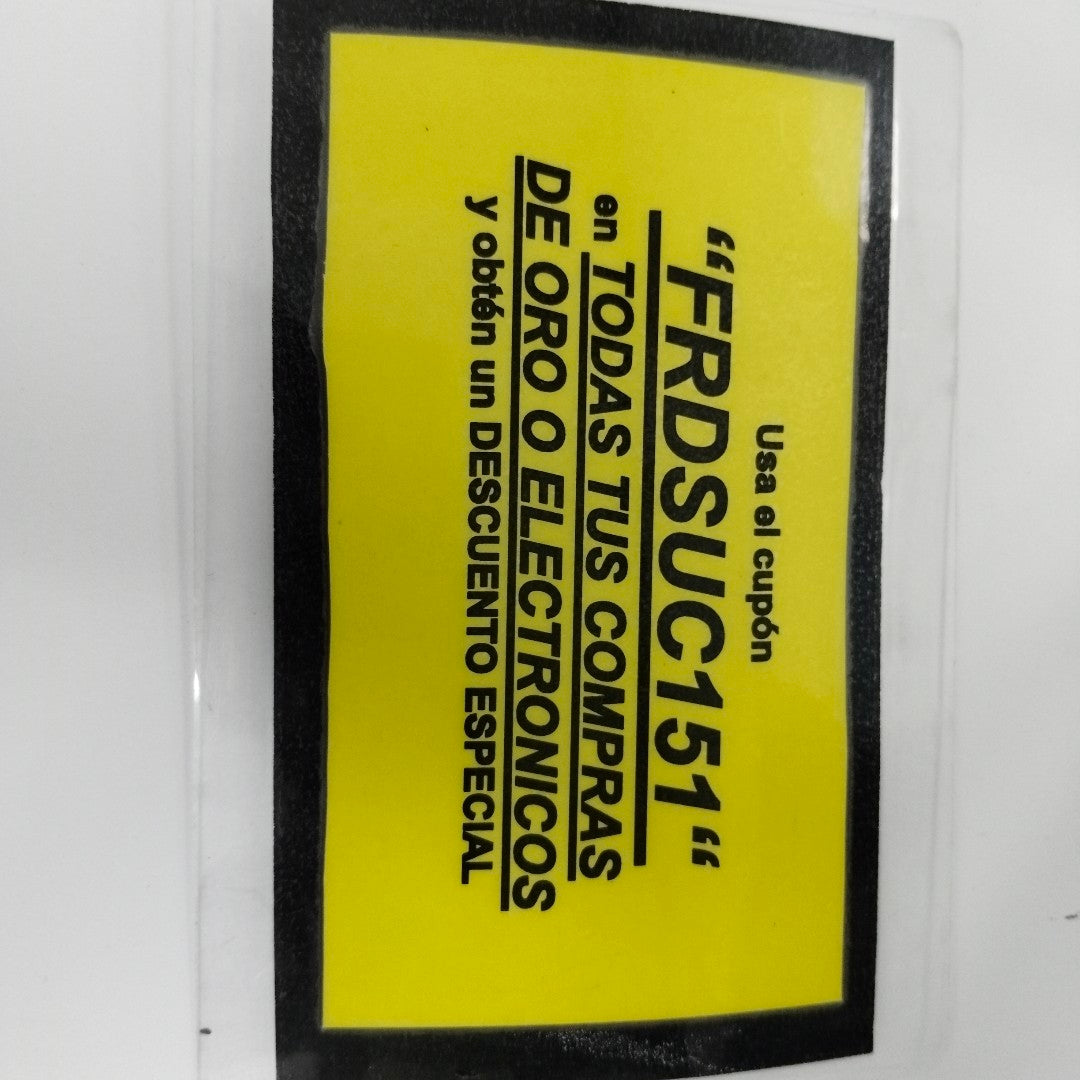 Usa el cupón
“FRDSUC151“
en TODAS TUS COMPRAS
DE ORO O ELECTRONICOS
y obtén un DESCUENTO ESPECIAL